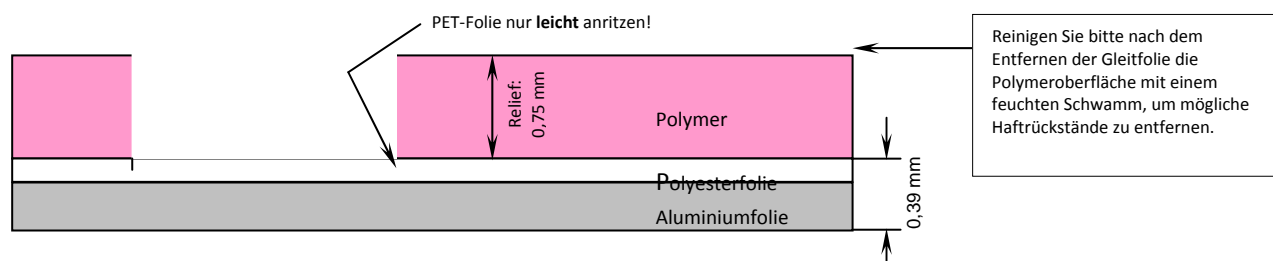 PET-Folie nur leicht anritzen!
Reinigen Sie bitte nach dem
Entfernen der Gleitfolie die
Polymeroberfläche mit einem
feuchten Schwamm, um mögliche
Haftrückstände zu entfernen.
Relief:
0,75 mm
Polymer
Polyesterfolie
Aluminiumfolie
0,39 mm